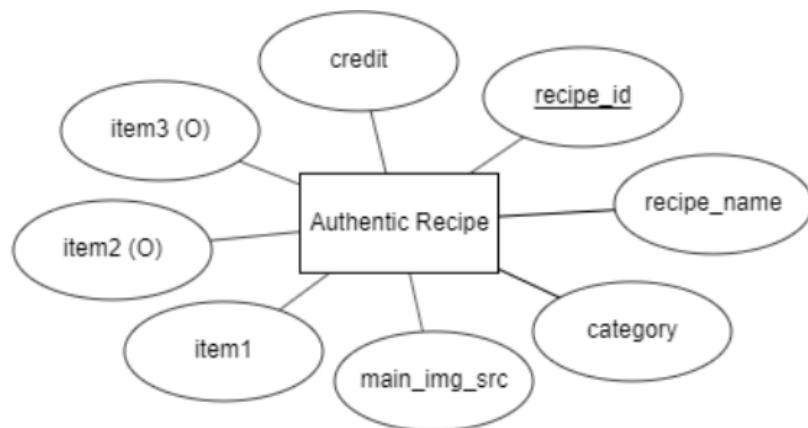 credit
recipe_id
item3 (O)
recipe_name
Authentic Recipe
item2 (O)
category
item1
main_img_src